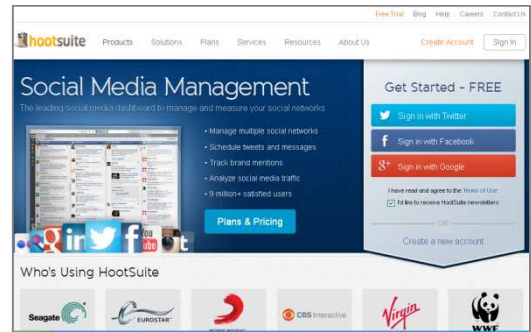 Free Trial Blog Help Careers Contact Us
hootsuite Products Solutions Plans Services Resources About Us Create Account Sign In
Social Media Management
The leading social media dashboard to manage and measure your social networks
• Manage multiple social networks
• Schedule tweets and messages
• Track brand mentions
• Analyze social media traffic
• 9 million+ satisfied users
Plans & Pricing
Get Started - FREE
Sign in with Twitter
Sign in with Facebook
Sign in with Google
I have read and agree to the Terms of Use
I'd like to receive HootSuite newsletters
OR
Create a new account
Who's Using HootSuite
Seagate
EUROSTAR
CBS Interactive
Virgin
WWF